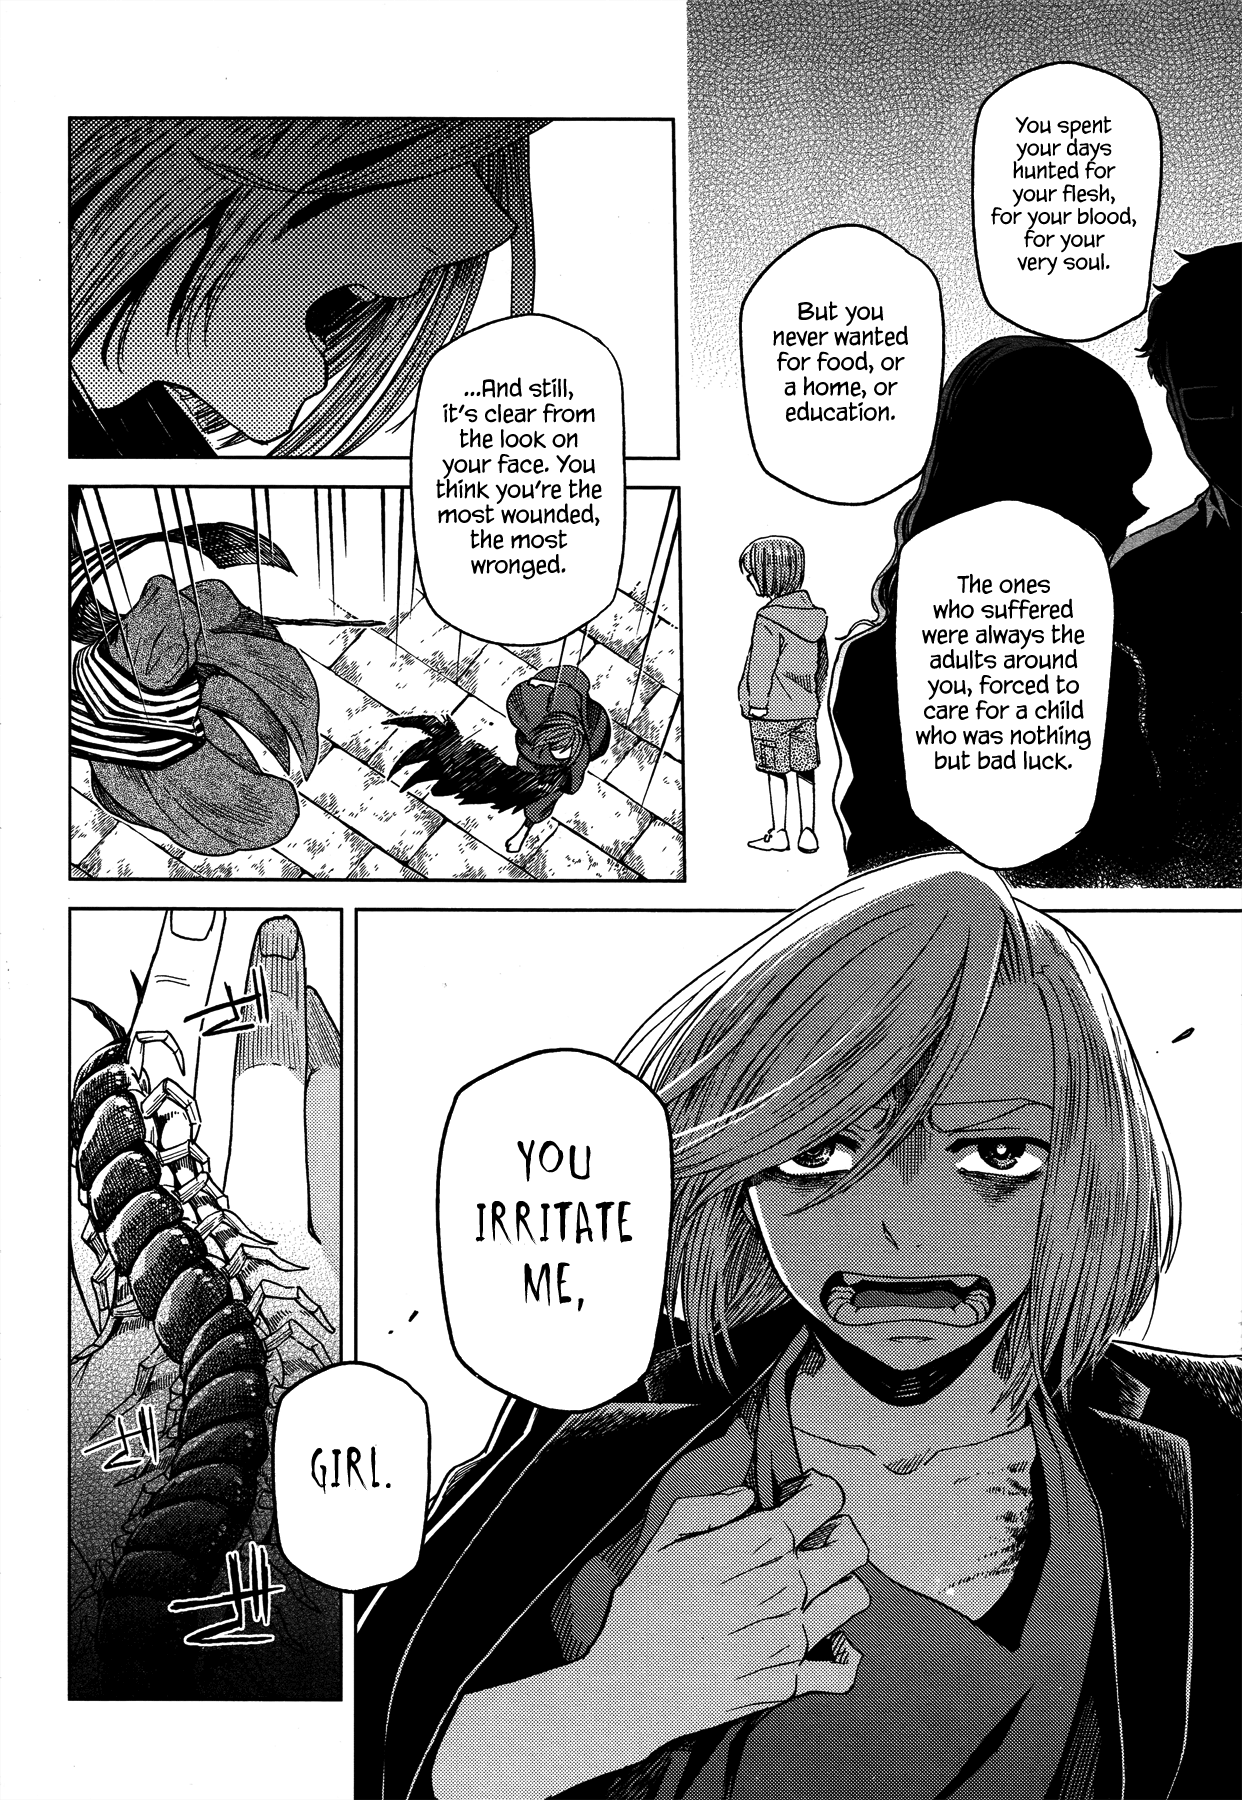 You spent
your days
hunted for
your flesh,
for your blood,
for your
very soul.
But you
never wanted
for food, or
a home, or
education.
The ones
who suffered
were always the
adults around
you, forced to
care for a child
who was nothing
but bad luck.
...And still,
it's clear from
the look on
your face. You
think you're the
most wounded,
the most
wronged.
YOU
IRRITATE
ME,
GIRL.
ギ
ギ
ギ